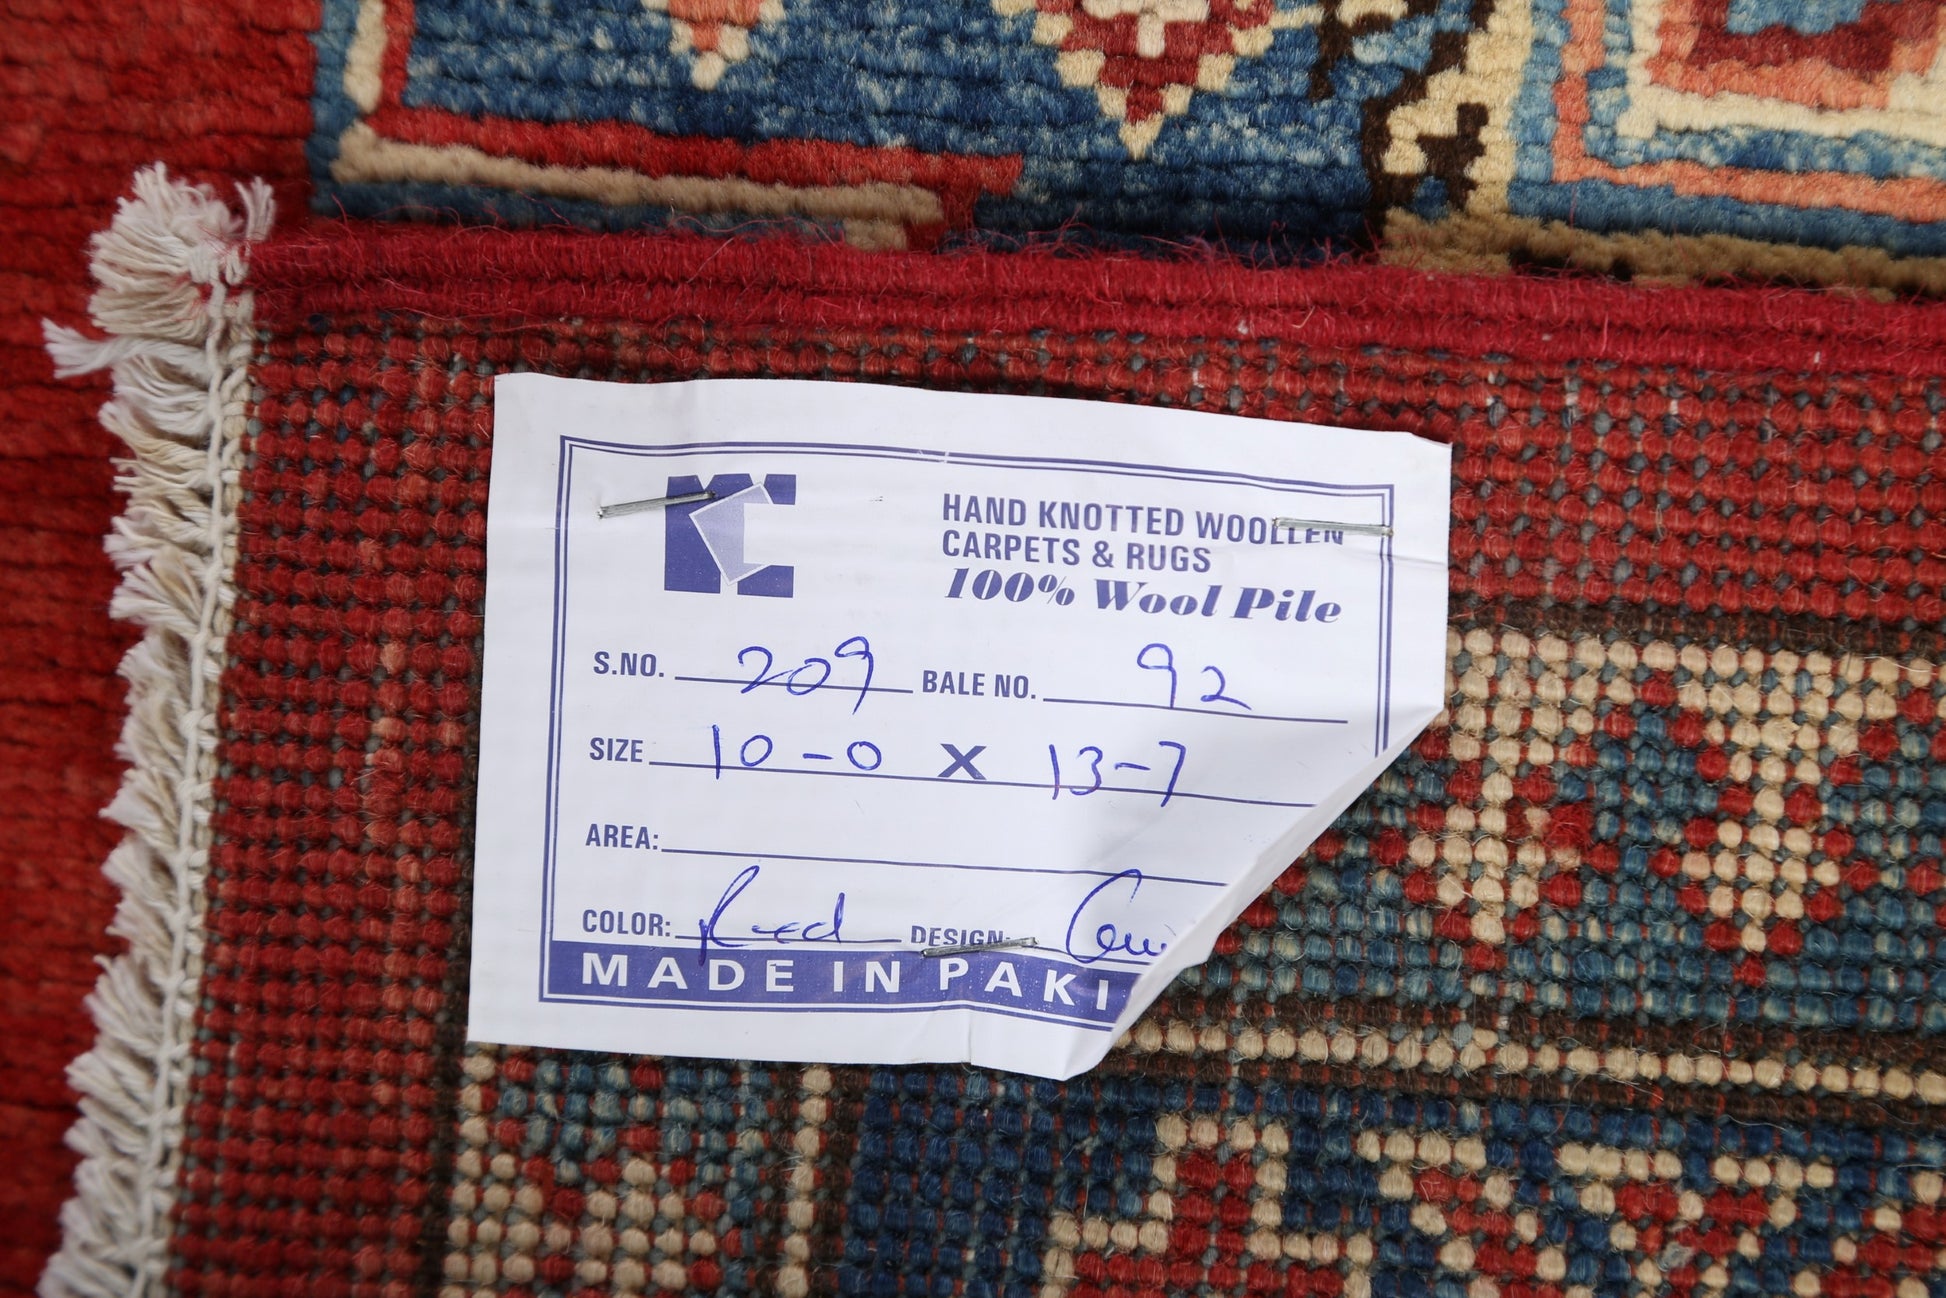 HAND KNOTTED WOOLLEN
CARPETS & RUGS
100% Wool Pile
S.NO. 209 BALE NO. 92
SIZE 10-0 X 13-7
AREA:
COLOR: Red DESIGN:
MADE IN PAKI